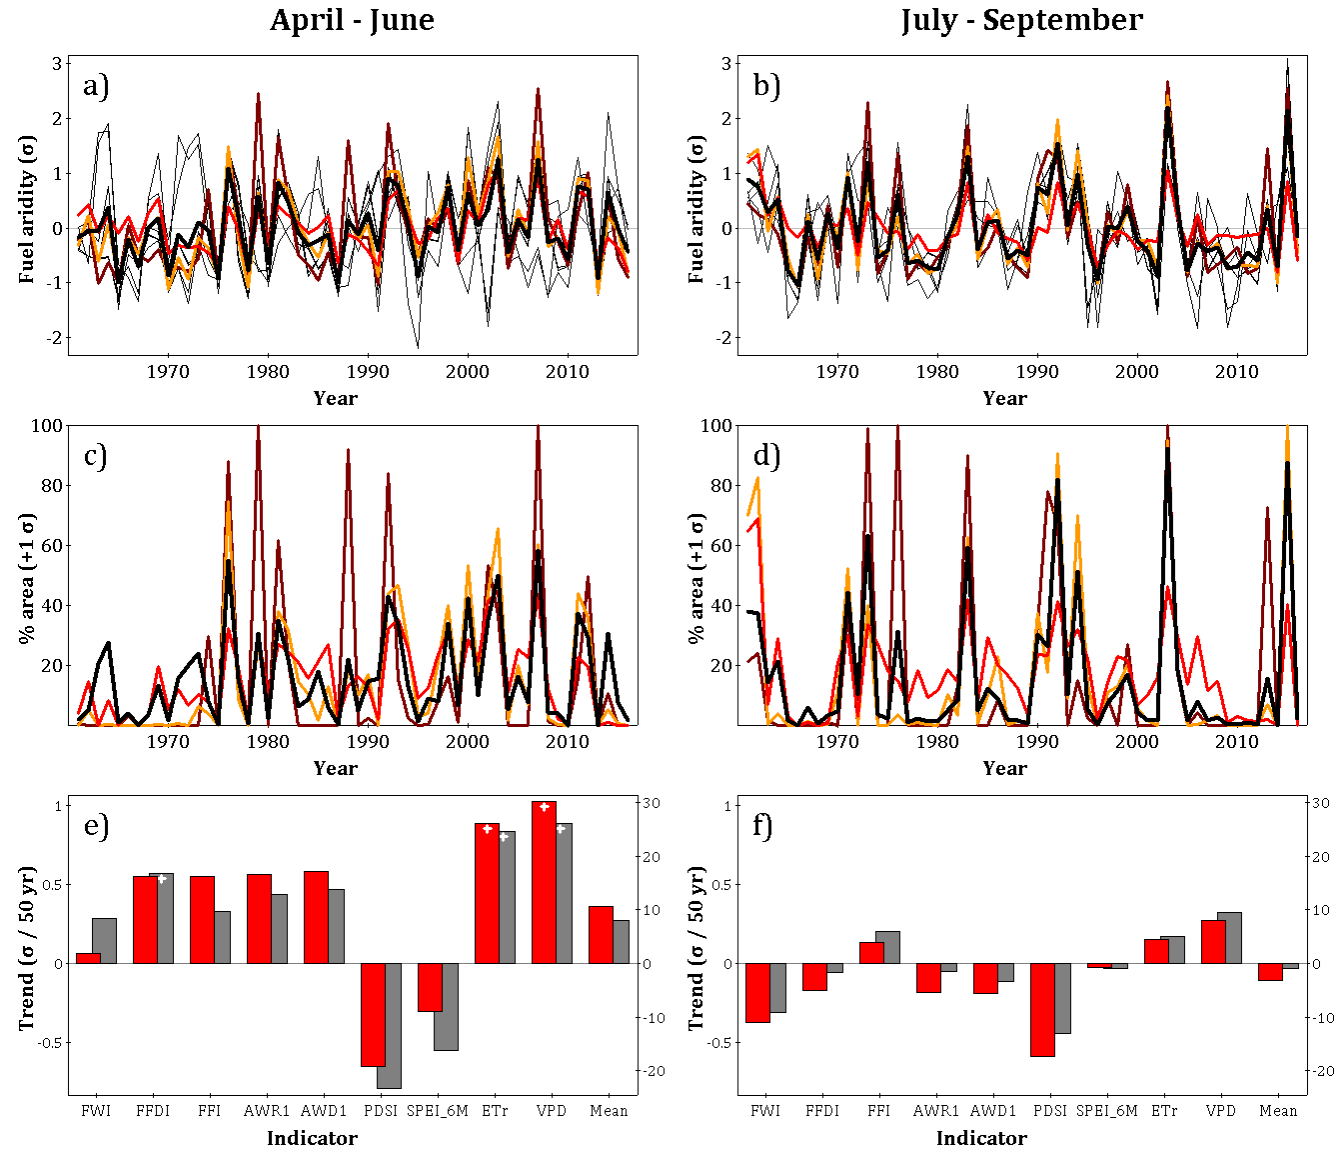 April - June
July - September
a)
3
2
1
0
-1
-2
Fuel aridity (σ)
1970
1980
1990
2000
2010
Year
b)
3
2
1
0
-1
-2
Fuel aridity (σ)
1970
1980
1990
2000
2010
Year
c)
100
80
60
40
20
% area (+1 σ)
1970
1980
1990
2000
2010
Year
d)
100
80
60
40
20
% area (+1 σ)
1970
1980
1990
2000
2010
Year
e)
1
0.5
0
-0.5
Trend (σ / 50 yr)
30
20
10
0
-10
-20
FWI FFDI FFI AWR1 AWD1 PDSI SPEI_6M ETr VPD Mean
Indicator
f)
1
0.5
0
-0.5
Trend (σ / 50 yr)
30
20
10
0
-10
-20
FWI FFDI FFI AWR1 AWD1 PDSI SPEI_6M ETr VPD Mean
Indicator